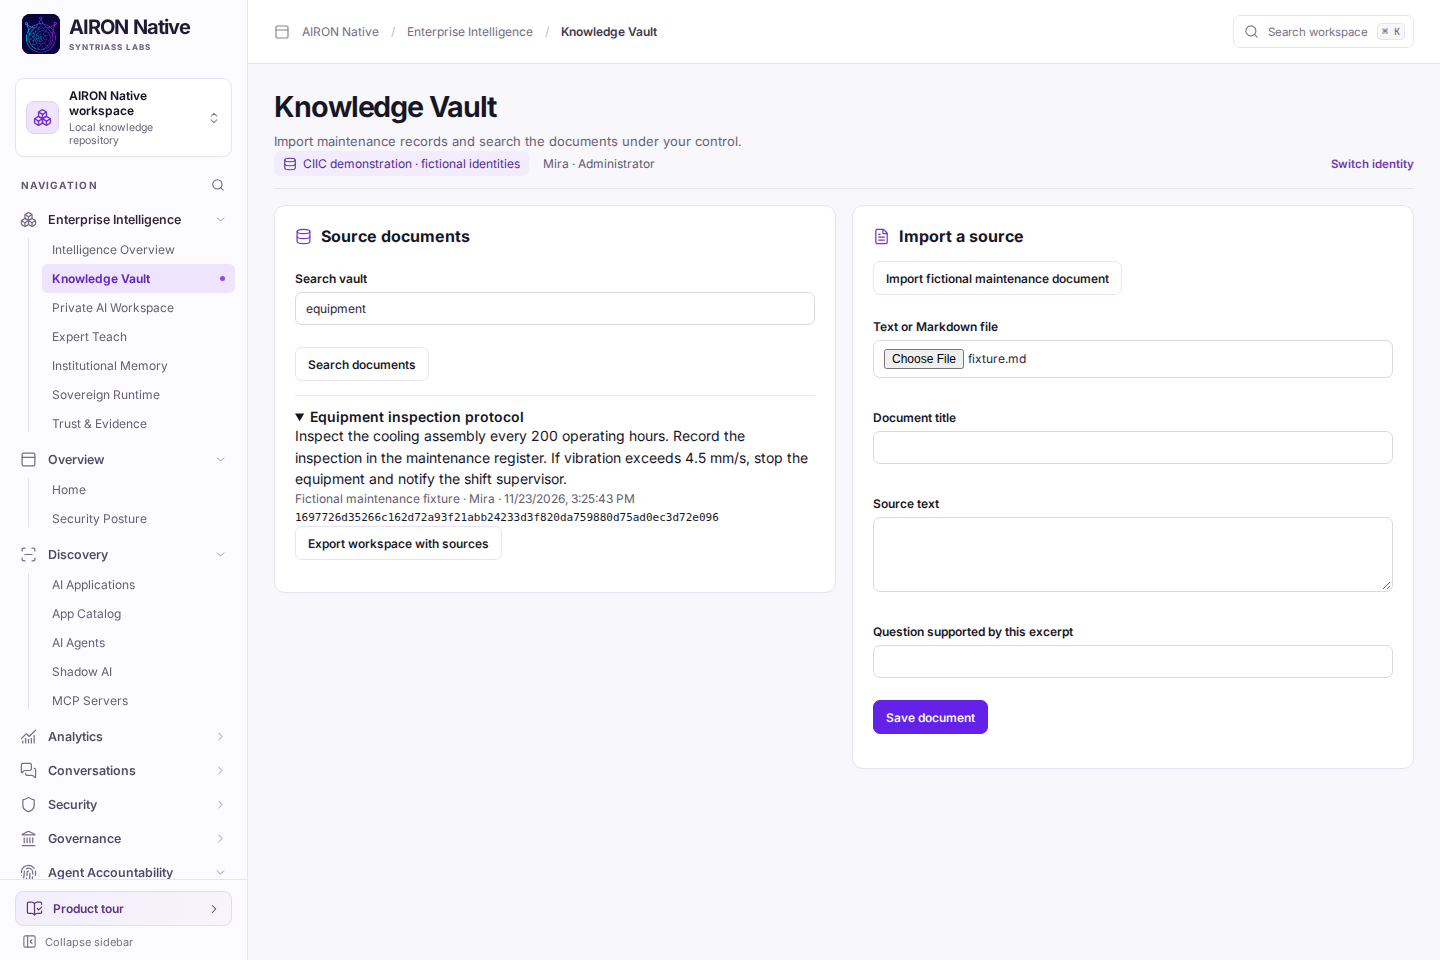 AIRON Native
SYNTRIASS LABS
AIRON Native
workspace
Local knowledge
repository
NAVIGATION
Enterprise Intelligence
Intelligence Overview
Knowledge Vault
Private AI Workspace
Expert Teach
Institutional Memory
Sovereign Runtime
Trust & Evidence
Overview
Home
Security Posture
Discovery
AI Applications
App Catalog
AI Agents
Shadow AI
MCP Servers
Analytics
Conversations
Security
Governance
Agent Accountability
Product tour
Collapse sidebar
AIRON Native / Enterprise Intelligence / Knowledge Vault
Search workspace ⌘ K
Knowledge Vault
Import maintenance records and search the documents under your control.
CIIC demonstration · fictional identities Mira · Administrator
Switch identity
Source documents
Search vault
equipment
Search documents
Equipment inspection protocol
Inspect the cooling assembly every 200 operating hours. Record the
inspection in the maintenance register. If vibration exceeds 4.5 mm/s, stop the
equipment and notify the shift supervisor.
Fictional maintenance fixture · Mira · 11/23/2026, 3:25:43 PM
1697726d35266c162d72a93f21abb24233d3f820da759880d75ad0ec3d72e096
Export workspace with sources
Import a source
Import fictional maintenance document
Text or Markdown file
Choose File fixture.md
Document title
Source text
Question supported by this excerpt
Save document